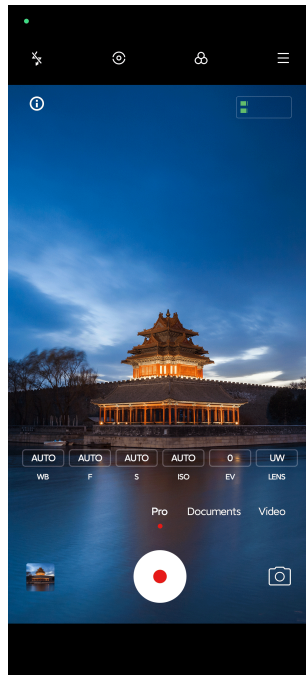 AUTO AUTO AUTO AUTO 0 UW
WB F S ISO EV LENS
Pro Documents Video